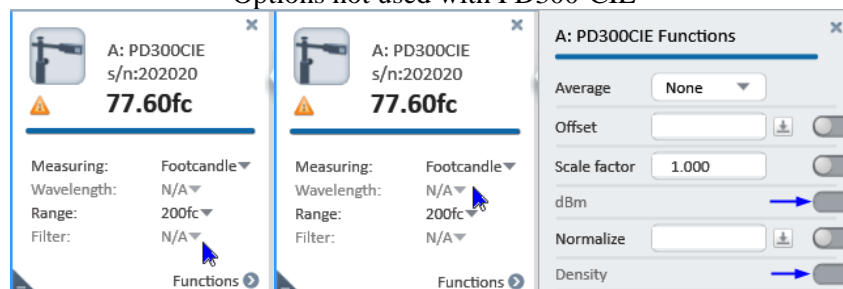 Options not used with PD300-CIE
A: PD300CIE
s/n:202020
77.60fc
Measuring: Footcandle
Wavelength: N/A
Range: 200fc
Filter: N/A
Functions
A: PD300CIE
s/n:202020
77.60fc
Measuring: Footcandle
Wavelength: N/A
Range: 200fc
Filter: N/A
Functions
A: PD300CIE Functions
Average None
Offset
Scale factor 1.000
dBm
Normalize
Density